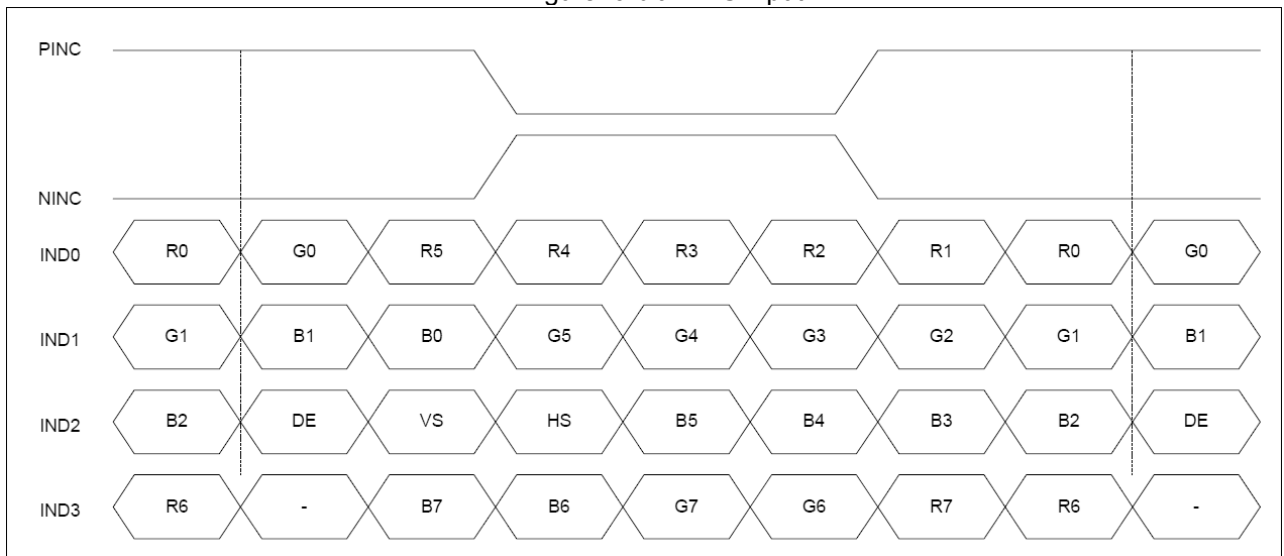 PINC
NINC
IND0 R0 G0 R5 R4 R3 R2 R1 R0 G0
IND1 G1 B1 B0 G5 G4 G3 G2 G1 B1
IND2 B2 DE VS HS B5 B4 B3 B2 DE
IND3 R6 - B7 B6 G7 G6 R7 R6 -